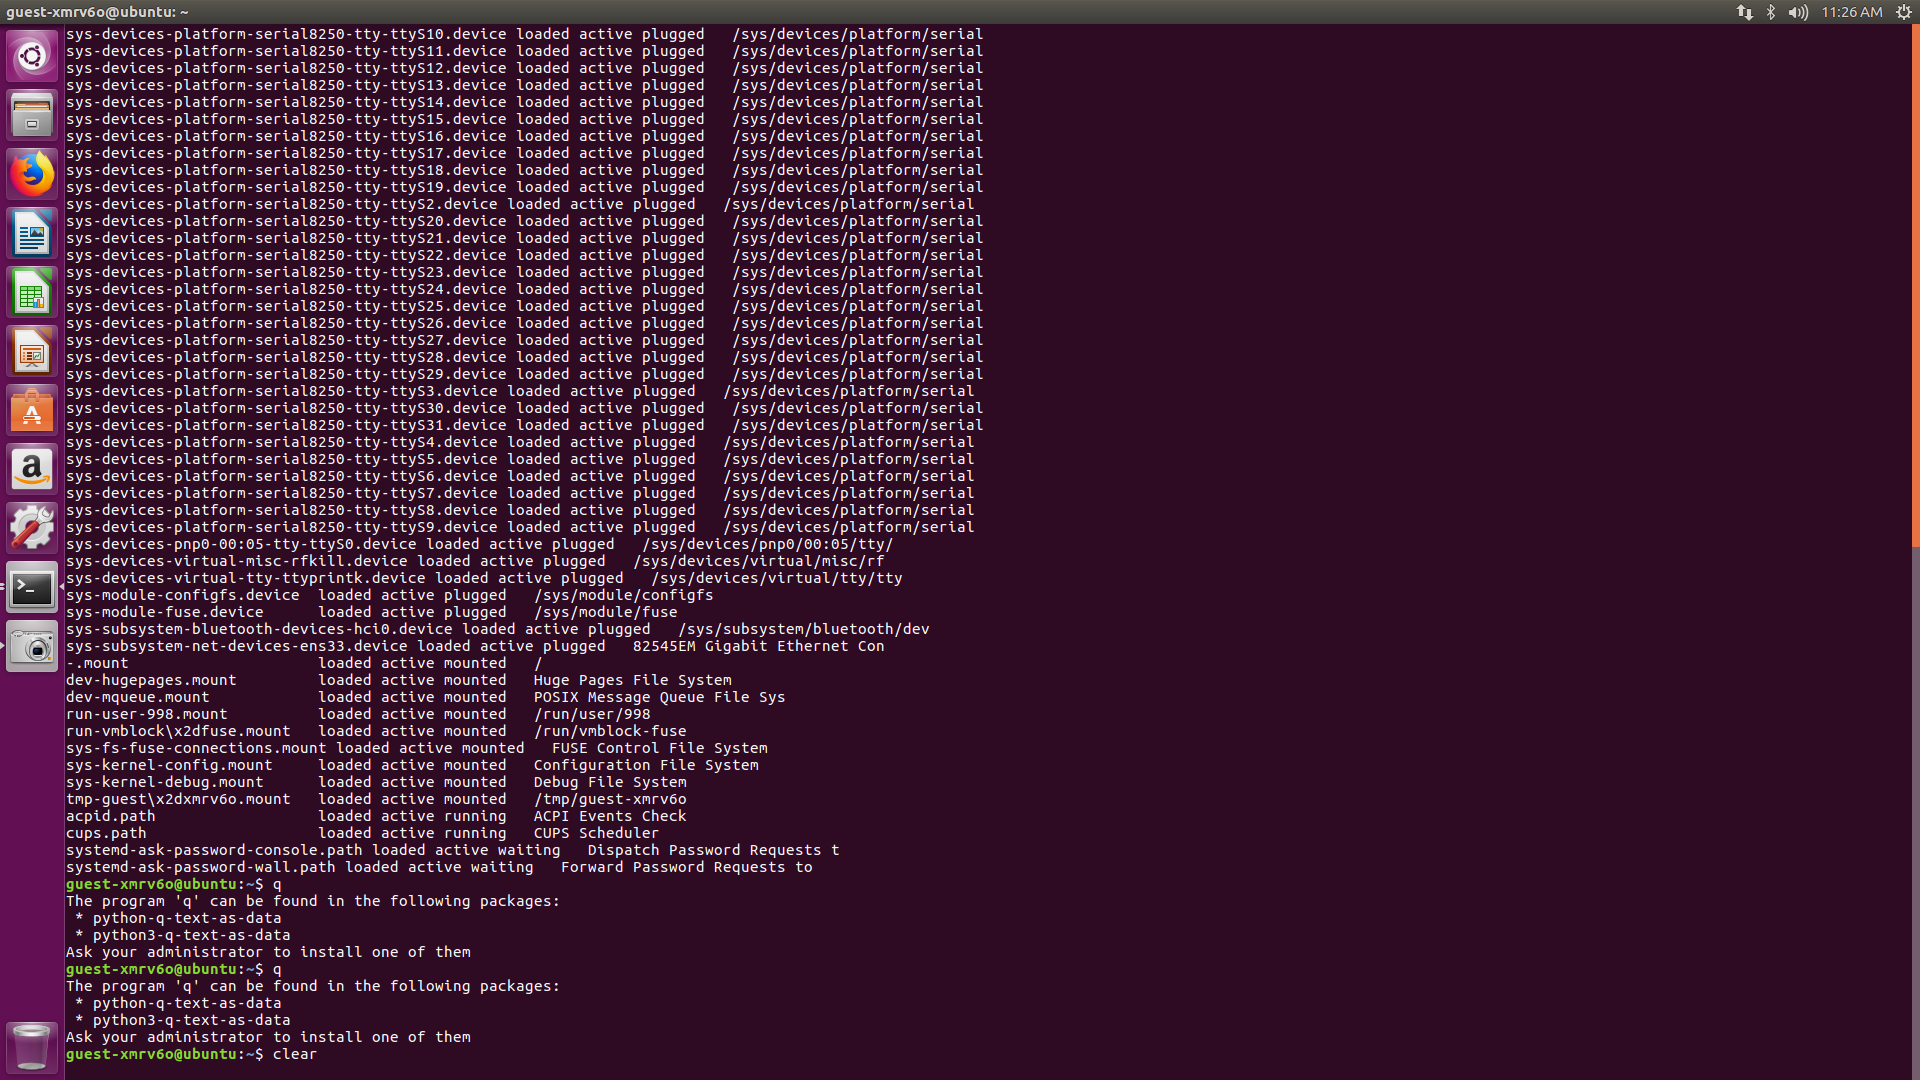 guest-xmrv6o@ubuntu: ~
11:26 AM
sys-devices-platform-serial8250-tty-ttyS10.device loaded active plugged   /sys/devices/platform/serial
sys-devices-platform-serial8250-tty-ttyS11.device loaded active plugged   /sys/devices/platform/serial
sys-devices-platform-serial8250-tty-ttyS12.device loaded active plugged   /sys/devices/platform/serial
sys-devices-platform-serial8250-tty-ttyS13.device loaded active plugged   /sys/devices/platform/serial
sys-devices-platform-serial8250-tty-ttyS14.device loaded active plugged   /sys/devices/platform/serial
sys-devices-platform-serial8250-tty-ttyS15.device loaded active plugged   /sys/devices/platform/serial
sys-devices-platform-serial8250-tty-ttyS16.device loaded active plugged   /sys/devices/platform/serial
sys-devices-platform-serial8250-tty-ttyS17.device loaded active plugged   /sys/devices/platform/serial
sys-devices-platform-serial8250-tty-ttyS18.device loaded active plugged   /sys/devices/platform/serial
sys-devices-platform-serial8250-tty-ttyS19.device loaded active plugged   /sys/devices/platform/serial
sys-devices-platform-serial8250-tty-ttyS2.device loaded active plugged   /sys/devices/platform/serial
sys-devices-platform-serial8250-tty-ttyS20.device loaded active plugged   /sys/devices/platform/serial
sys-devices-platform-serial8250-tty-ttyS21.device loaded active plugged   /sys/devices/platform/serial
sys-devices-platform-serial8250-tty-ttyS22.device loaded active plugged   /sys/devices/platform/serial
sys-devices-platform-serial8250-tty-ttyS23.device loaded active plugged   /sys/devices/platform/serial
sys-devices-platform-serial8250-tty-ttyS24.device loaded active plugged   /sys/devices/platform/serial
sys-devices-platform-serial8250-tty-ttyS25.device loaded active plugged   /sys/devices/platform/serial
sys-devices-platform-serial8250-tty-ttyS26.device loaded active plugged   /sys/devices/platform/serial
sys-devices-platform-serial8250-tty-ttyS27.device loaded active plugged   /sys/devices/platform/serial
sys-devices-platform-serial8250-tty-ttyS28.device loaded active plugged   /sys/devices/platform/serial
sys-devices-platform-serial8250-tty-ttyS29.device loaded active plugged   /sys/devices/platform/serial
sys-devices-platform-serial8250-tty-ttyS3.device loaded active plugged   /sys/devices/platform/serial
sys-devices-platform-serial8250-tty-ttyS30.device loaded active plugged   /sys/devices/platform/serial
sys-devices-platform-serial8250-tty-ttyS31.device loaded active plugged   /sys/devices/platform/serial
sys-devices-platform-serial8250-tty-ttyS4.device loaded active plugged   /sys/devices/platform/serial
sys-devices-platform-serial8250-tty-ttyS5.device loaded active plugged   /sys/devices/platform/serial
sys-devices-platform-serial8250-tty-ttyS6.device loaded active plugged   /sys/devices/platform/serial
sys-devices-platform-serial8250-tty-ttyS7.device loaded active plugged   /sys/devices/platform/serial
sys-devices-platform-serial8250-tty-ttyS8.device loaded active plugged   /sys/devices/platform/serial
sys-devices-platform-serial8250-tty-ttyS9.device loaded active plugged   /sys/devices/platform/serial
sys-devices-pnp0-00:05-tty-ttyS0.device loaded active plugged   /sys/devices/pnp0/00:05/tty/
sys-devices-virtual-misc-rfkill.device loaded active plugged   /sys/devices/virtual/misc/rf
sys-devices-virtual-tty-ttyprintk.device loaded active plugged   /sys/devices/virtual/tty/tty
sys-module-configfs.device  loaded active plugged   /sys/module/configfs
sys-module-fuse.device      loaded active plugged   /sys/module/fuse
sys-subsystem-bluetooth-devices-hci0.device loaded active plugged   /sys/subsystem/bluetooth/dev
sys-subsystem-net-devices-ens33.device loaded active plugged   82545EM Gigabit Ethernet Con
-.mount                     loaded active mounted   /
dev-hugepages.mount         loaded active mounted   Huge Pages File System
dev-mqueue.mount            loaded active mounted   POSIX Message Queue File Sys
run-user-998.mount          loaded active mounted   /run/user/998
run-vmblock\x2dfuse.mount   loaded active mounted   /run/vmblock-fuse
sys-fs-fuse-connections.mount loaded active mounted   FUSE Control File System
sys-kernel-config.mount     loaded active mounted   Configuration File System
sys-kernel-debug.mount      loaded active mounted   Debug File System
tmp-guest\x2dxmrv6o.mount   loaded active mounted   /tmp/guest-xmrv6o
acpid.path                  loaded active running   ACPI Events Check
cups.path                   loaded active running   CUPS Scheduler
systemd-ask-password-console.path loaded active waiting   Dispatch Password Requests t
systemd-ask-password-wall.path loaded active waiting   Forward Password Requests to
guest-xmrv6o@ubuntu:~$ q
The program 'q' can be found in the following packages:
 * python-q-text-as-data
 * python3-q-text-as-data
Ask your administrator to install one of them
guest-xmrv6o@ubuntu:~$ q
The program 'q' can be found in the following packages:
 * python-q-text-as-data
 * python3-q-text-as-data
Ask your administrator to install one of them
guest-xmrv6o@ubuntu:~$ clear